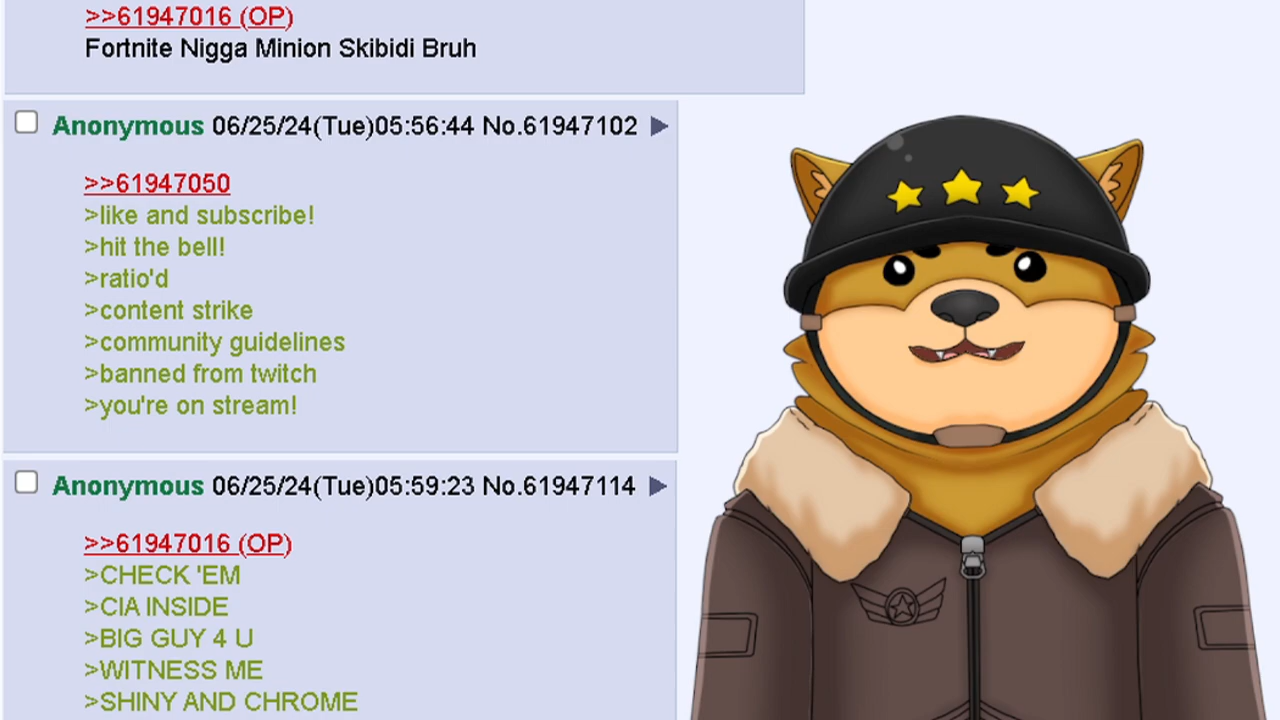 >>61947016 (OP)
Fortnite Nigga Minion Skibidi Bruh
Anonymous 06/25/24(Tue)05:56:44 No.61947102 ▶
>>61947050
>like and subscribe!
>hit the bell!
>ratio'd
>content strike
>community guidelines
>banned from twitch
>you're on stream!
Anonymous 06/25/24(Tue)05:59:23 No.61947114 ▶
>>61947016 (OP)
>CHECK 'EM
>CIA INSIDE
>BIG GUY 4 U
>WITNESS ME
>SHINY AND CHROME